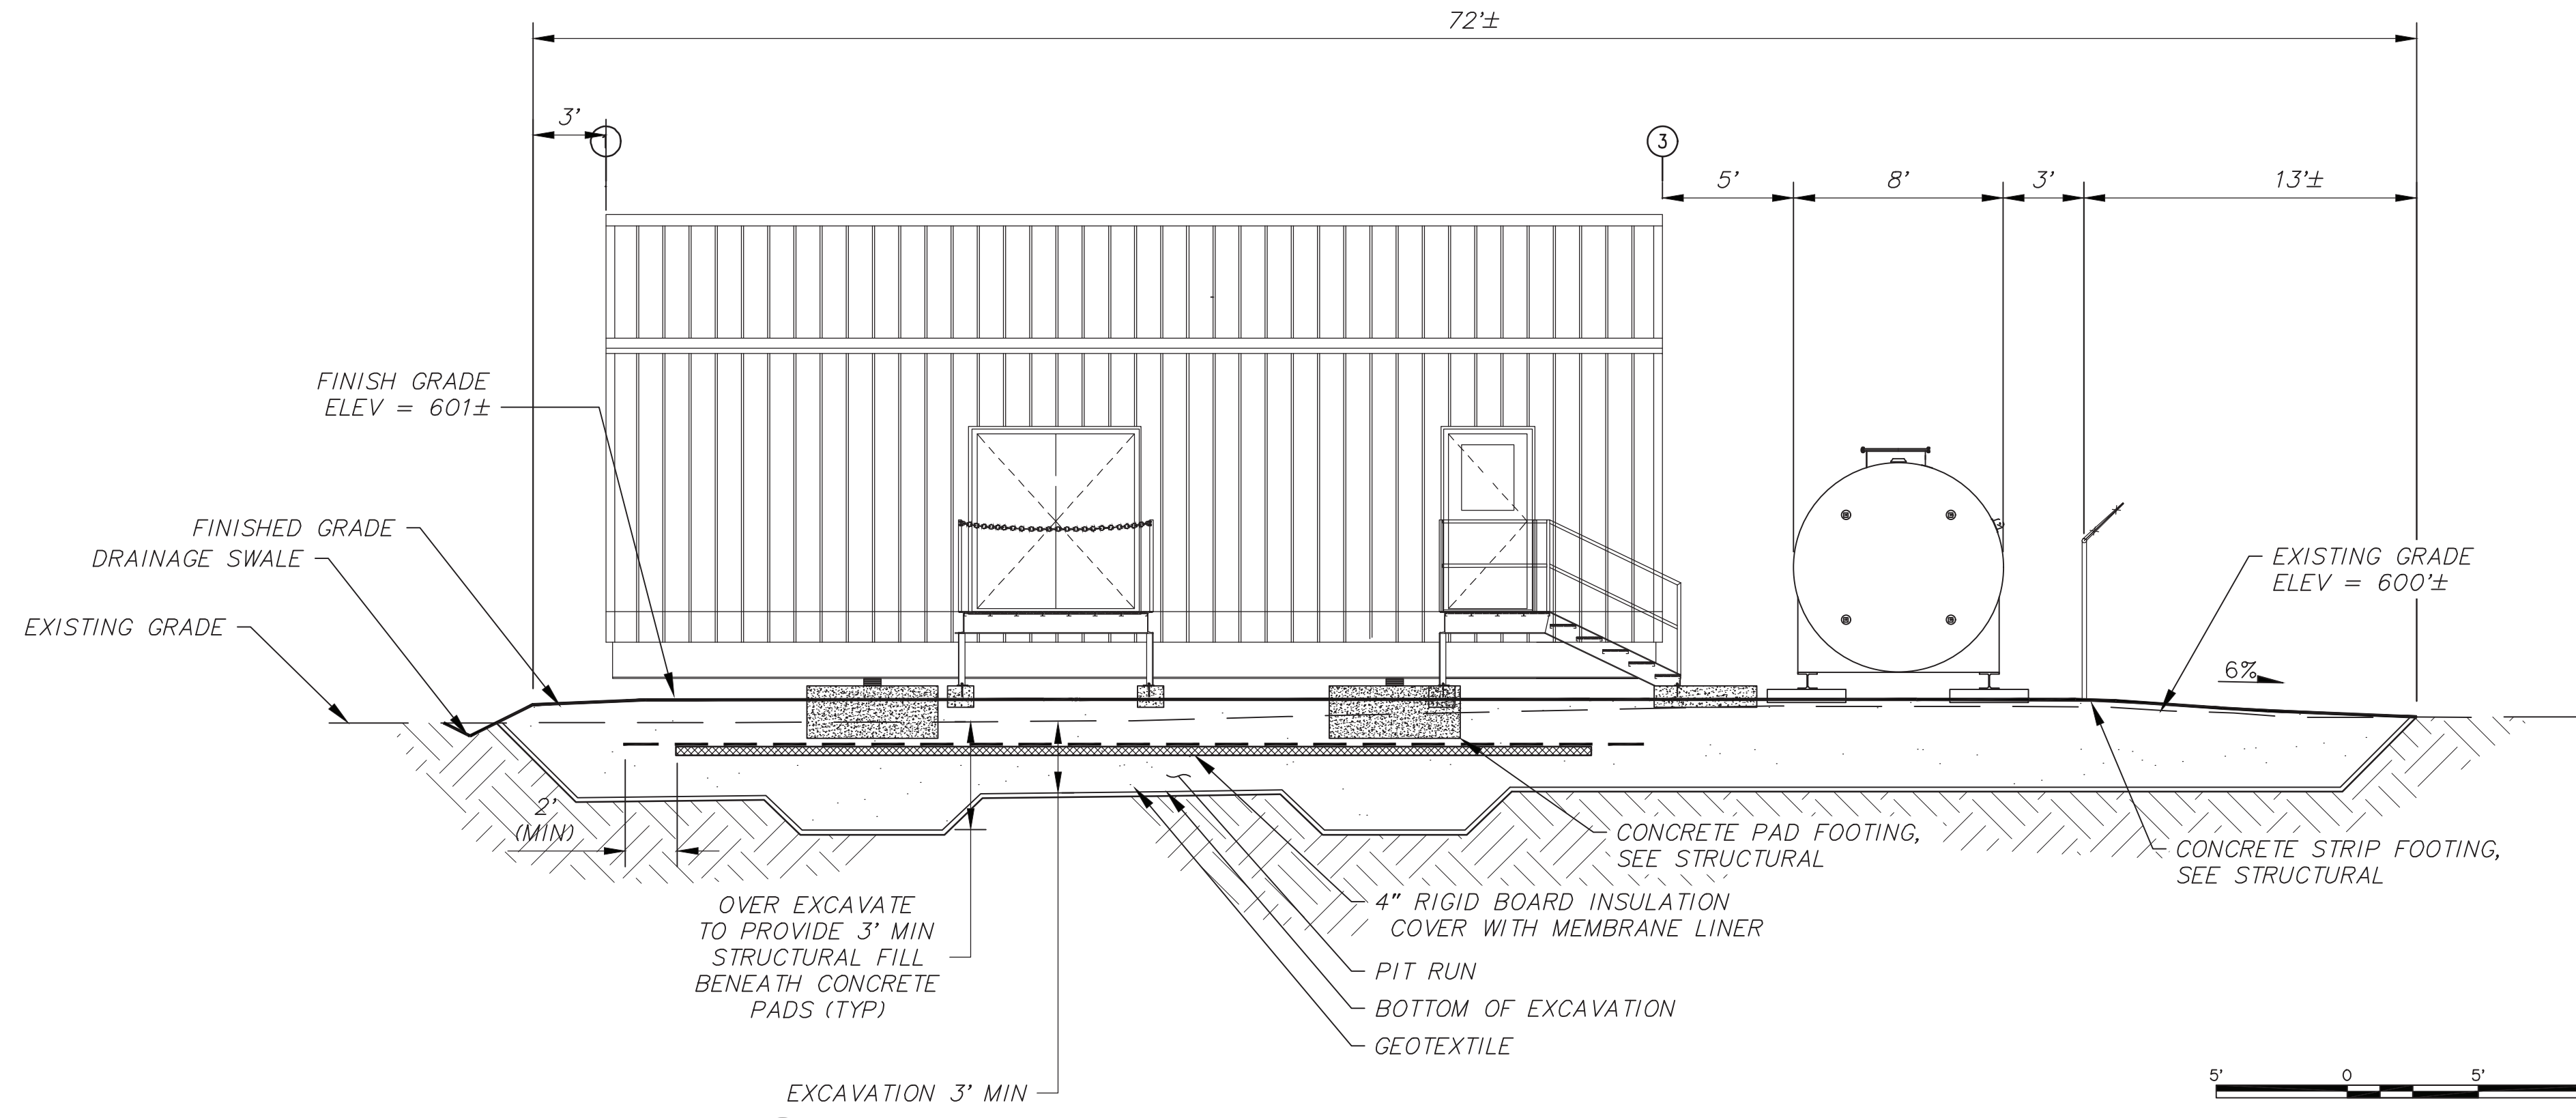 72'±
3'
3
5'
8'
3'
13'±
FINISH GRADE
ELEV = 601±
FINISHED GRADE
DRAINAGE SWALE
EXISTING GRADE
EXISTING GRADE
ELEV = 600'±
6%
2'
(MIN)
CONCRETE PAD FOOTING,
SEE STRUCTURAL
CONCRETE STRIP FOOTING,
SEE STRUCTURAL
OVER EXCAVATE
TO PROVIDE 3' MIN
STRUCTURAL FILL
BENEATH CONCRETE
PADS (TYP)
4" RIGID BOARD INSULATION
COVER WITH MEMBRANE LINER
PIT RUN
BOTTOM OF EXCAVATION
GEOTEXTILE
EXCAVATION 3' MIN
5' 0 5'